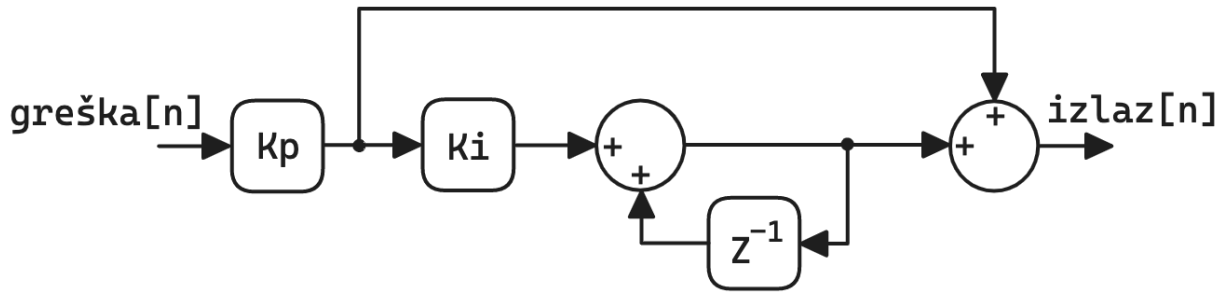 greška[n]
Kp
Ki
+
+
z⁻¹
+
+
izlaz[n]